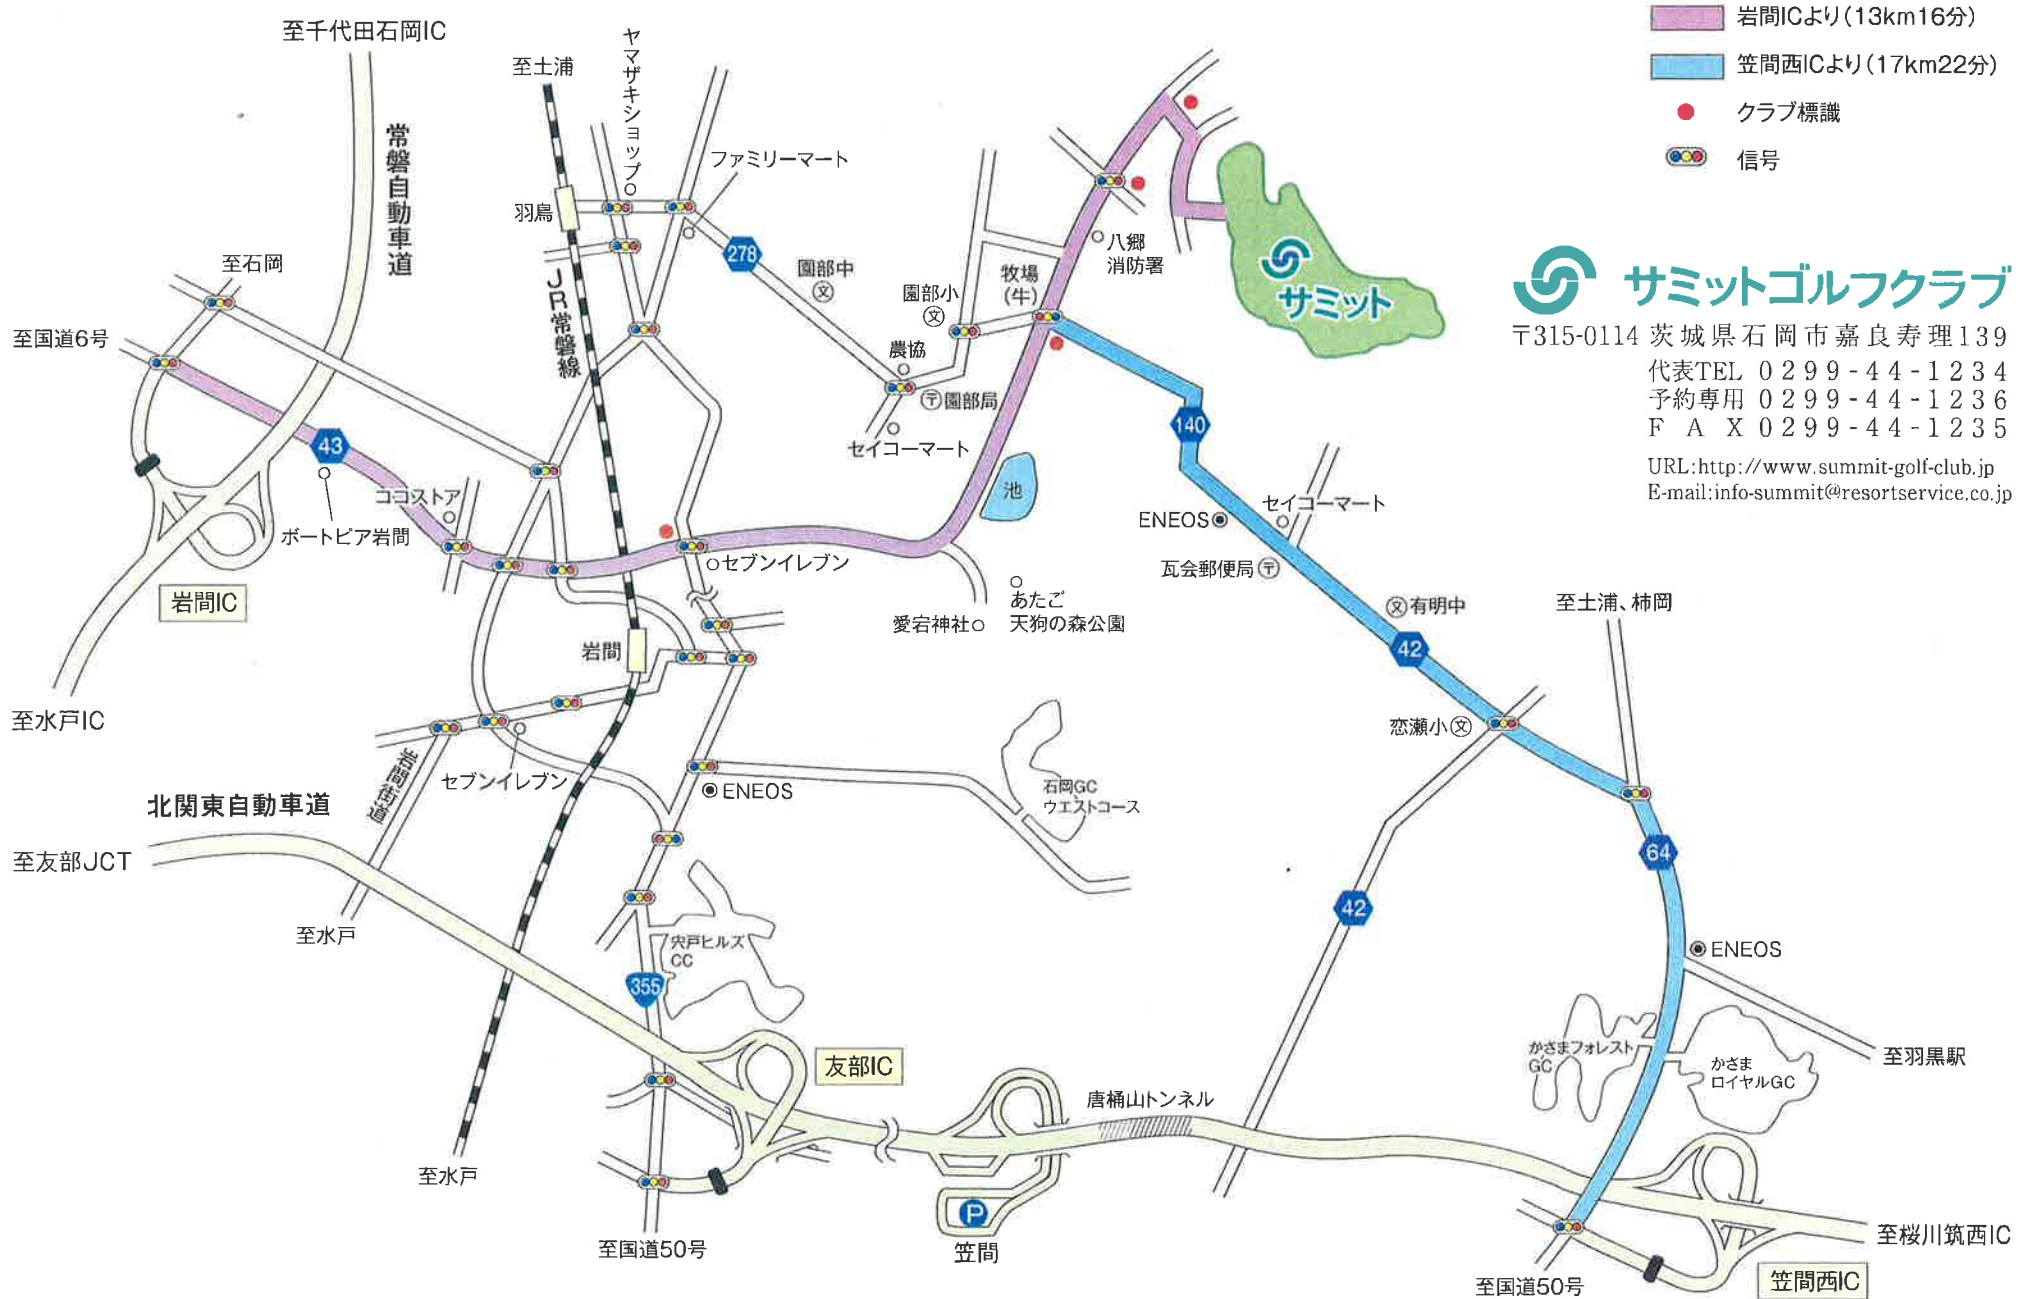 岩間ICより(13km16分)
笠間西ICより(17km22分)
クラブ標識
信号
サミットゴルフクラブ
〒315-0114 茨城県石岡市嘉良寿理139
代表TEL 0299-44-1234
予約専用 0299-44-1236
FAX 0299-44-1235
URL:http://www.summit-golf-club.jp
E-mail:info-summit@resortservice.co.jp
至千代田石岡IC
常磐自動車道
至土浦
ヤマザキショップ
ファミリーマート
羽鳥
278
園部中
文
園部小
文
牧場
(牛)
八郷
消防署
サミット
至石岡
至国道6号
JR常磐線
農協
〒園部局
セイコーマート
43
ココストア
ボートピア岩間
岩間IC
至水戸IC
セブンイレブン
池
140
ENEOS
セイコーマート
瓦会郵便局〒
あたご
天狗の森公園
愛宕神社
文有明中
42
至土浦、柿岡
恋瀬小文
岩間
岩間街道
セブンイレブン
ENEOS
石岡GC
ウエストコース
北関東自動車道
至友部JCT
至水戸
宍戸ヒルズ
CC
355
64
42
ENEOS
至羽黒駅
かさまフォレスト
GC
かさま
ロイヤルGC
友部IC
唐桶山トンネル
至水戸
至国道50号
P
笠間
至国道50号
笠間西IC
至桜川筑西IC